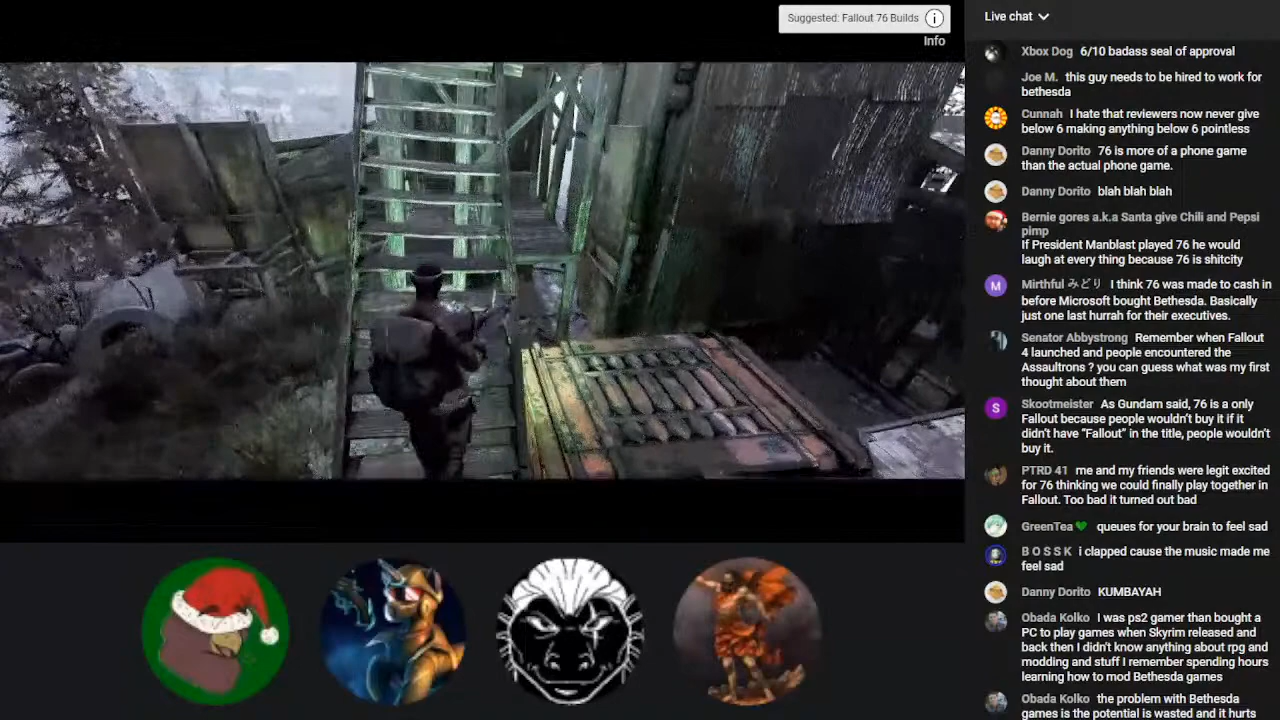 Suggested: Fallout 76 Builds
Info
Live chat
Xbox Dog 6/10 badass seal of approval
Joe M. this guy needs to be hired to work for
bethesda
Cunnah I hate that reviewers now never give
below 6 making anything below 6 pointless
Danny Dorito 76 is more of a phone game
than the actual phone game.
Danny Dorito blah blah blah
Bernie gores a.k.a Santa give Chili and Pepsi
pimp
If President Manblast played 76 he would
laugh at every thing because 76 is shitcity
M
Mirthful みどり I think 76 was made to cash in
before Microsoft bought Bethesda. Basically
just one last hurrah for their executives.
Senator Abbystrong Remember when Fallout
4 launched and people encountered the
Assaultrons ? you can guess what was my first
thought about them
S
Skootmeister As Gundam said, 76 is a only
Fallout because people wouldn't buy it if it
didn't have "Fallout" in the title, people wouldn't
buy it.
PTRD 41 me and my friends were legit excited
for 76 thinking we could finally play together in
Fallout. Too bad it turned out bad
GreenTea💚 queues for your brain to feel sad
B O S S K i clapped cause the music made me
feel sad
Danny Dorito KUMBAYAH
Obada Kolko I was ps2 gamer than bought a
PC to play games when Skyrim released and
back then I didn't know anything about rpg and
modding and stuff I remember spending hours
learning how to mod Bethesda games
Obada Kolko the problem with Bethesda
games is the potential is wasted and it hurts